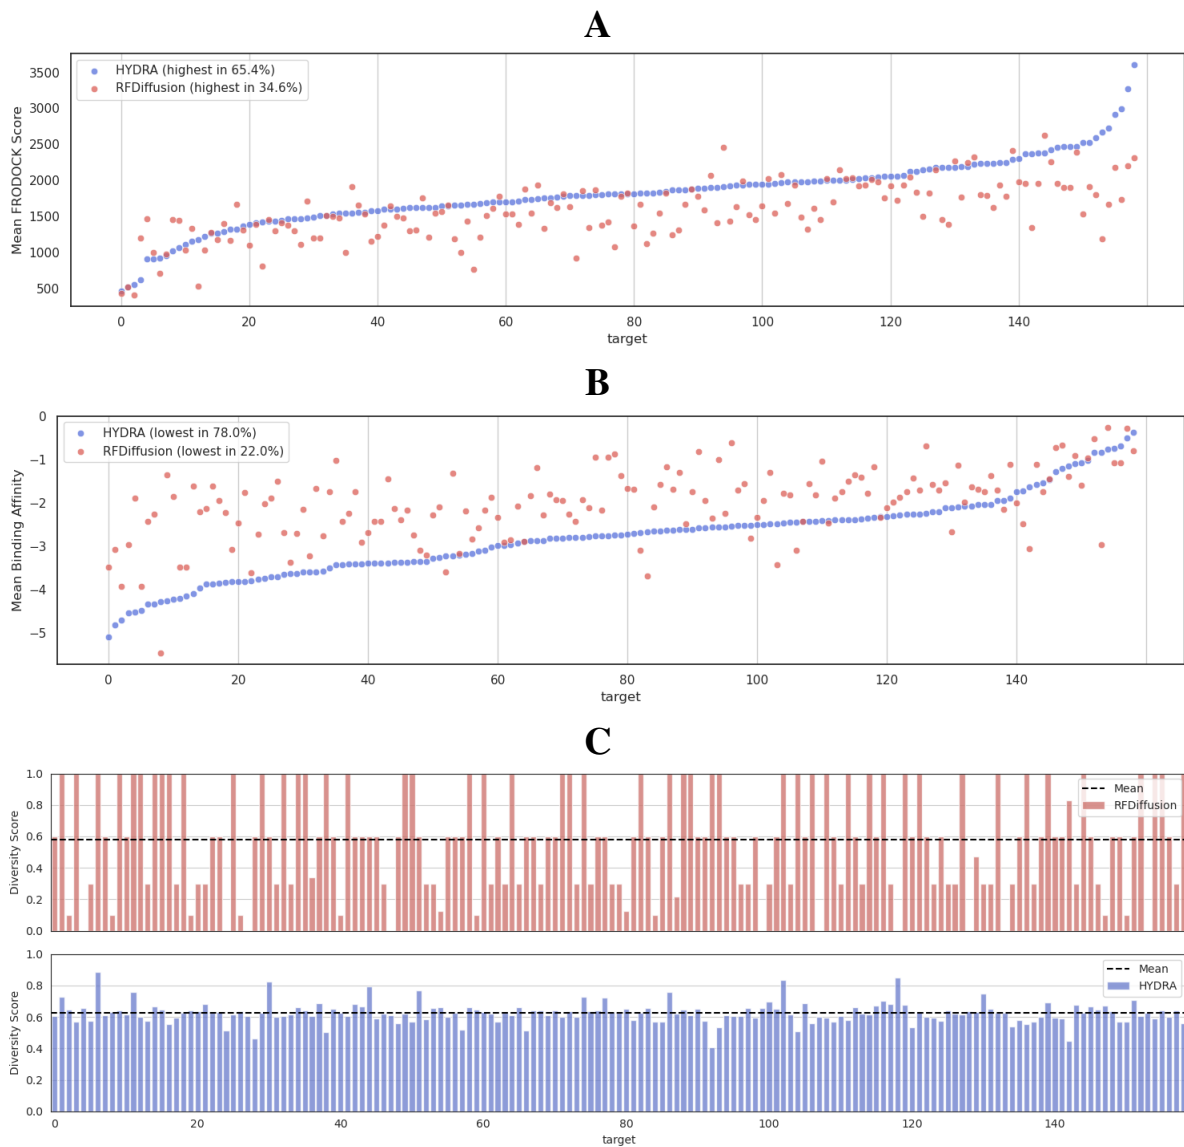 A
3500
3000
2500
2000
1500
1000
500
Mean FRODOCK Score
HYDRA (highest in 65.4%)
RFDiffusion (highest in 34.6%)
0 20 40 60 80 100 120 140
target
B
0
−1
−2
−3
−4
−5
Mean Binding Affinity
HYDRA (lowest in 78.0%)
RFDiffusion (lowest in 22.0%)
0 20 40 60 80 100 120 140
target
C
1.0
0.8
0.6
0.4
0.2
0.0
Diversity Score
Mean
RFDiffusion
1.0
0.8
0.6
0.4
0.2
0.0
Diversity Score
Mean
HYDRA
0 20 40 60 80 100 120 140
target